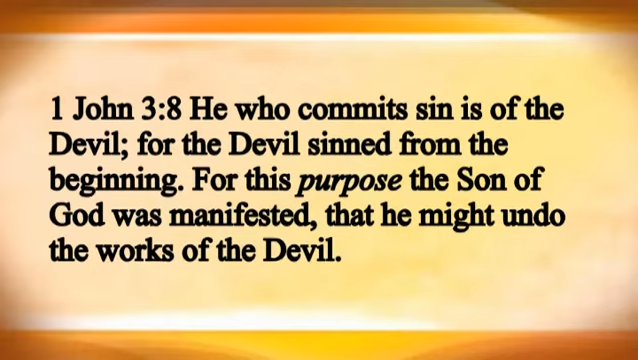 1 John 3:8 He who commits sin is of the
Devil; for the Devil sinned from the
beginning. For this purpose the Son of
God was manifested, that he might undo
the works of the Devil.